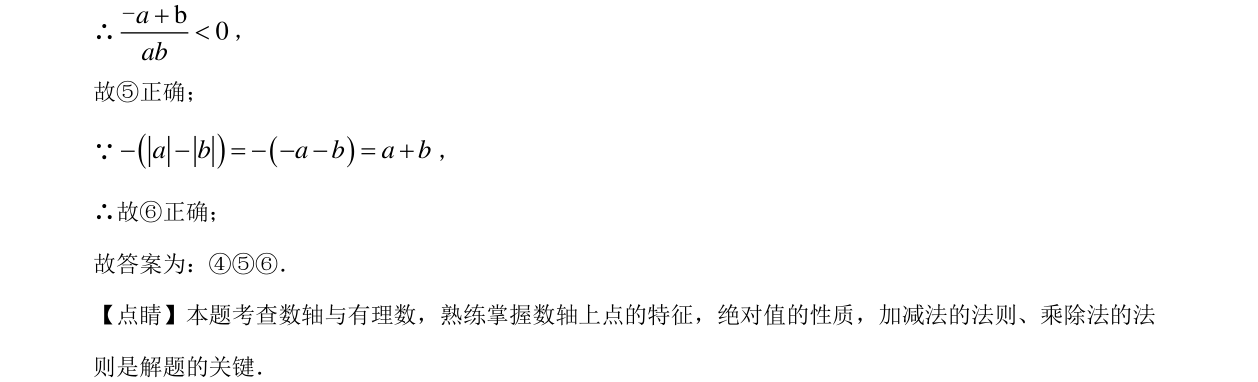 ∴ $\frac{-a+b}{ab}<0$，
故⑤正确；
∵ $-(|a|-|b|)=-(-a-b)=a+b$，
∴故⑥正确；
故答案为：④⑤⑥．
【点睛】本题考查数轴与有理数，熟练掌握数轴上点的特征，绝对值的性质，加减法的法则、乘除法的法
则是解题的关键．